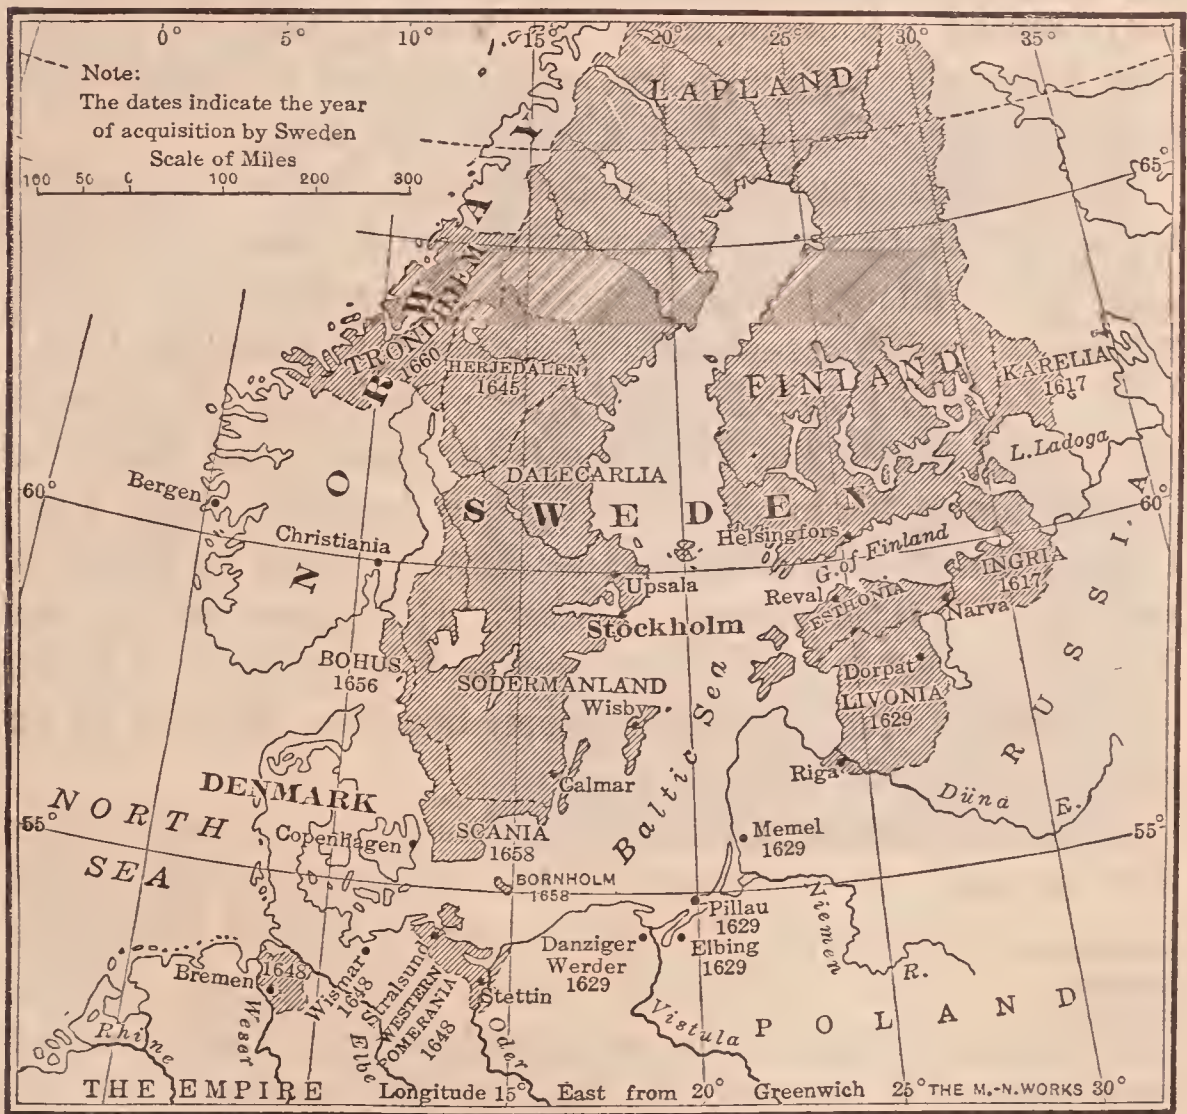 0° 5° 10° 15° 20° 25° 30° 35°
Note:
The dates indicate the year
of acquisition by Sweden
Scale of Miles
100 50 0 100 200 300
LAPLAND
65°
NORWAY
TRONDHJEM
1660
HERJEDALEN
1645
FINLAND
KARELIA
1617
L. Ladoga
DALECARLIA
60°
Bergen
SWEDEN
60°
Christiania
Helsingfors
G. of Finland
INGRIA
1617
Upsala
Reval
ESTHONIA
Narva
Stockholm
RUSSIA
BOHUS
1656
Dorpat
SODERMANLAND
LIVONIA
1629
Wisby
Baltic Sea
Riga
Calmar
Düna R.
DENMARK
NORTH
SEA
55°
Copenhagen
SCANIA
1658
Memel
1629
55°
BORNHOLM
1658
Niemen R.
Pillau
1629
Danziger
Werder
1629
Elbing
1629
Bremen
1648
Wismar
1648
Stralsund
WESTERN
POMERANIA
1648
Stettin
Rhine
Weser
Elbe
Oder
Vistula
POLAND
THE EMPIRE
Longitude 15° East from 20° Greenwich 25° THE M.-N. WORKS 30°